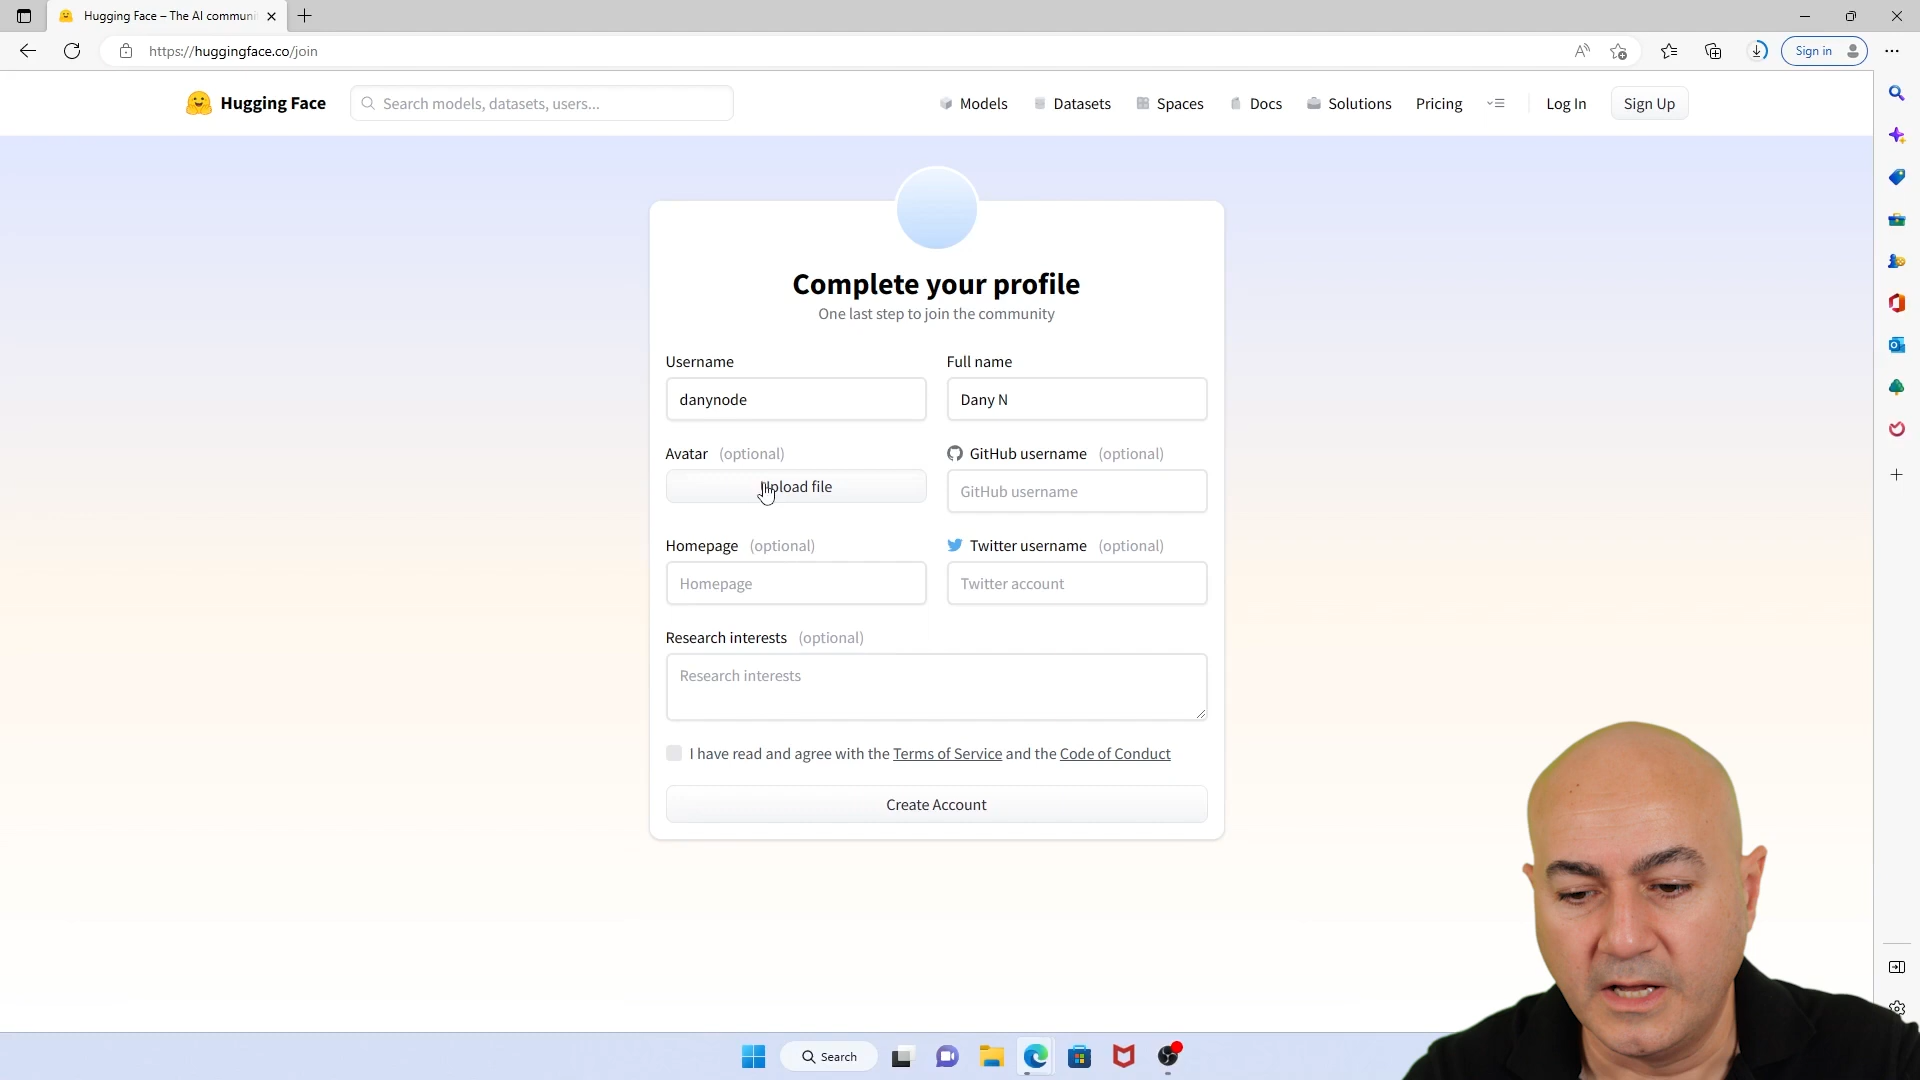 Hugging Face – The AI communi
https://huggingface.co/join
Sign in
Hugging Face
Search models, datasets, users...
Models
Datasets
Spaces
Docs
Solutions
Pricing
Log In
Sign Up
Complete your profile
One last step to join the community
Username
Full name
danynode
Dany N
Avatar (optional)
GitHub username (optional)
Upload file
GitHub username
Homepage (optional)
Twitter username (optional)
Homepage
Twitter account
Research interests (optional)
Research interests
I have read and agree with the Terms of Service and the Code of Conduct
Create Account
Search